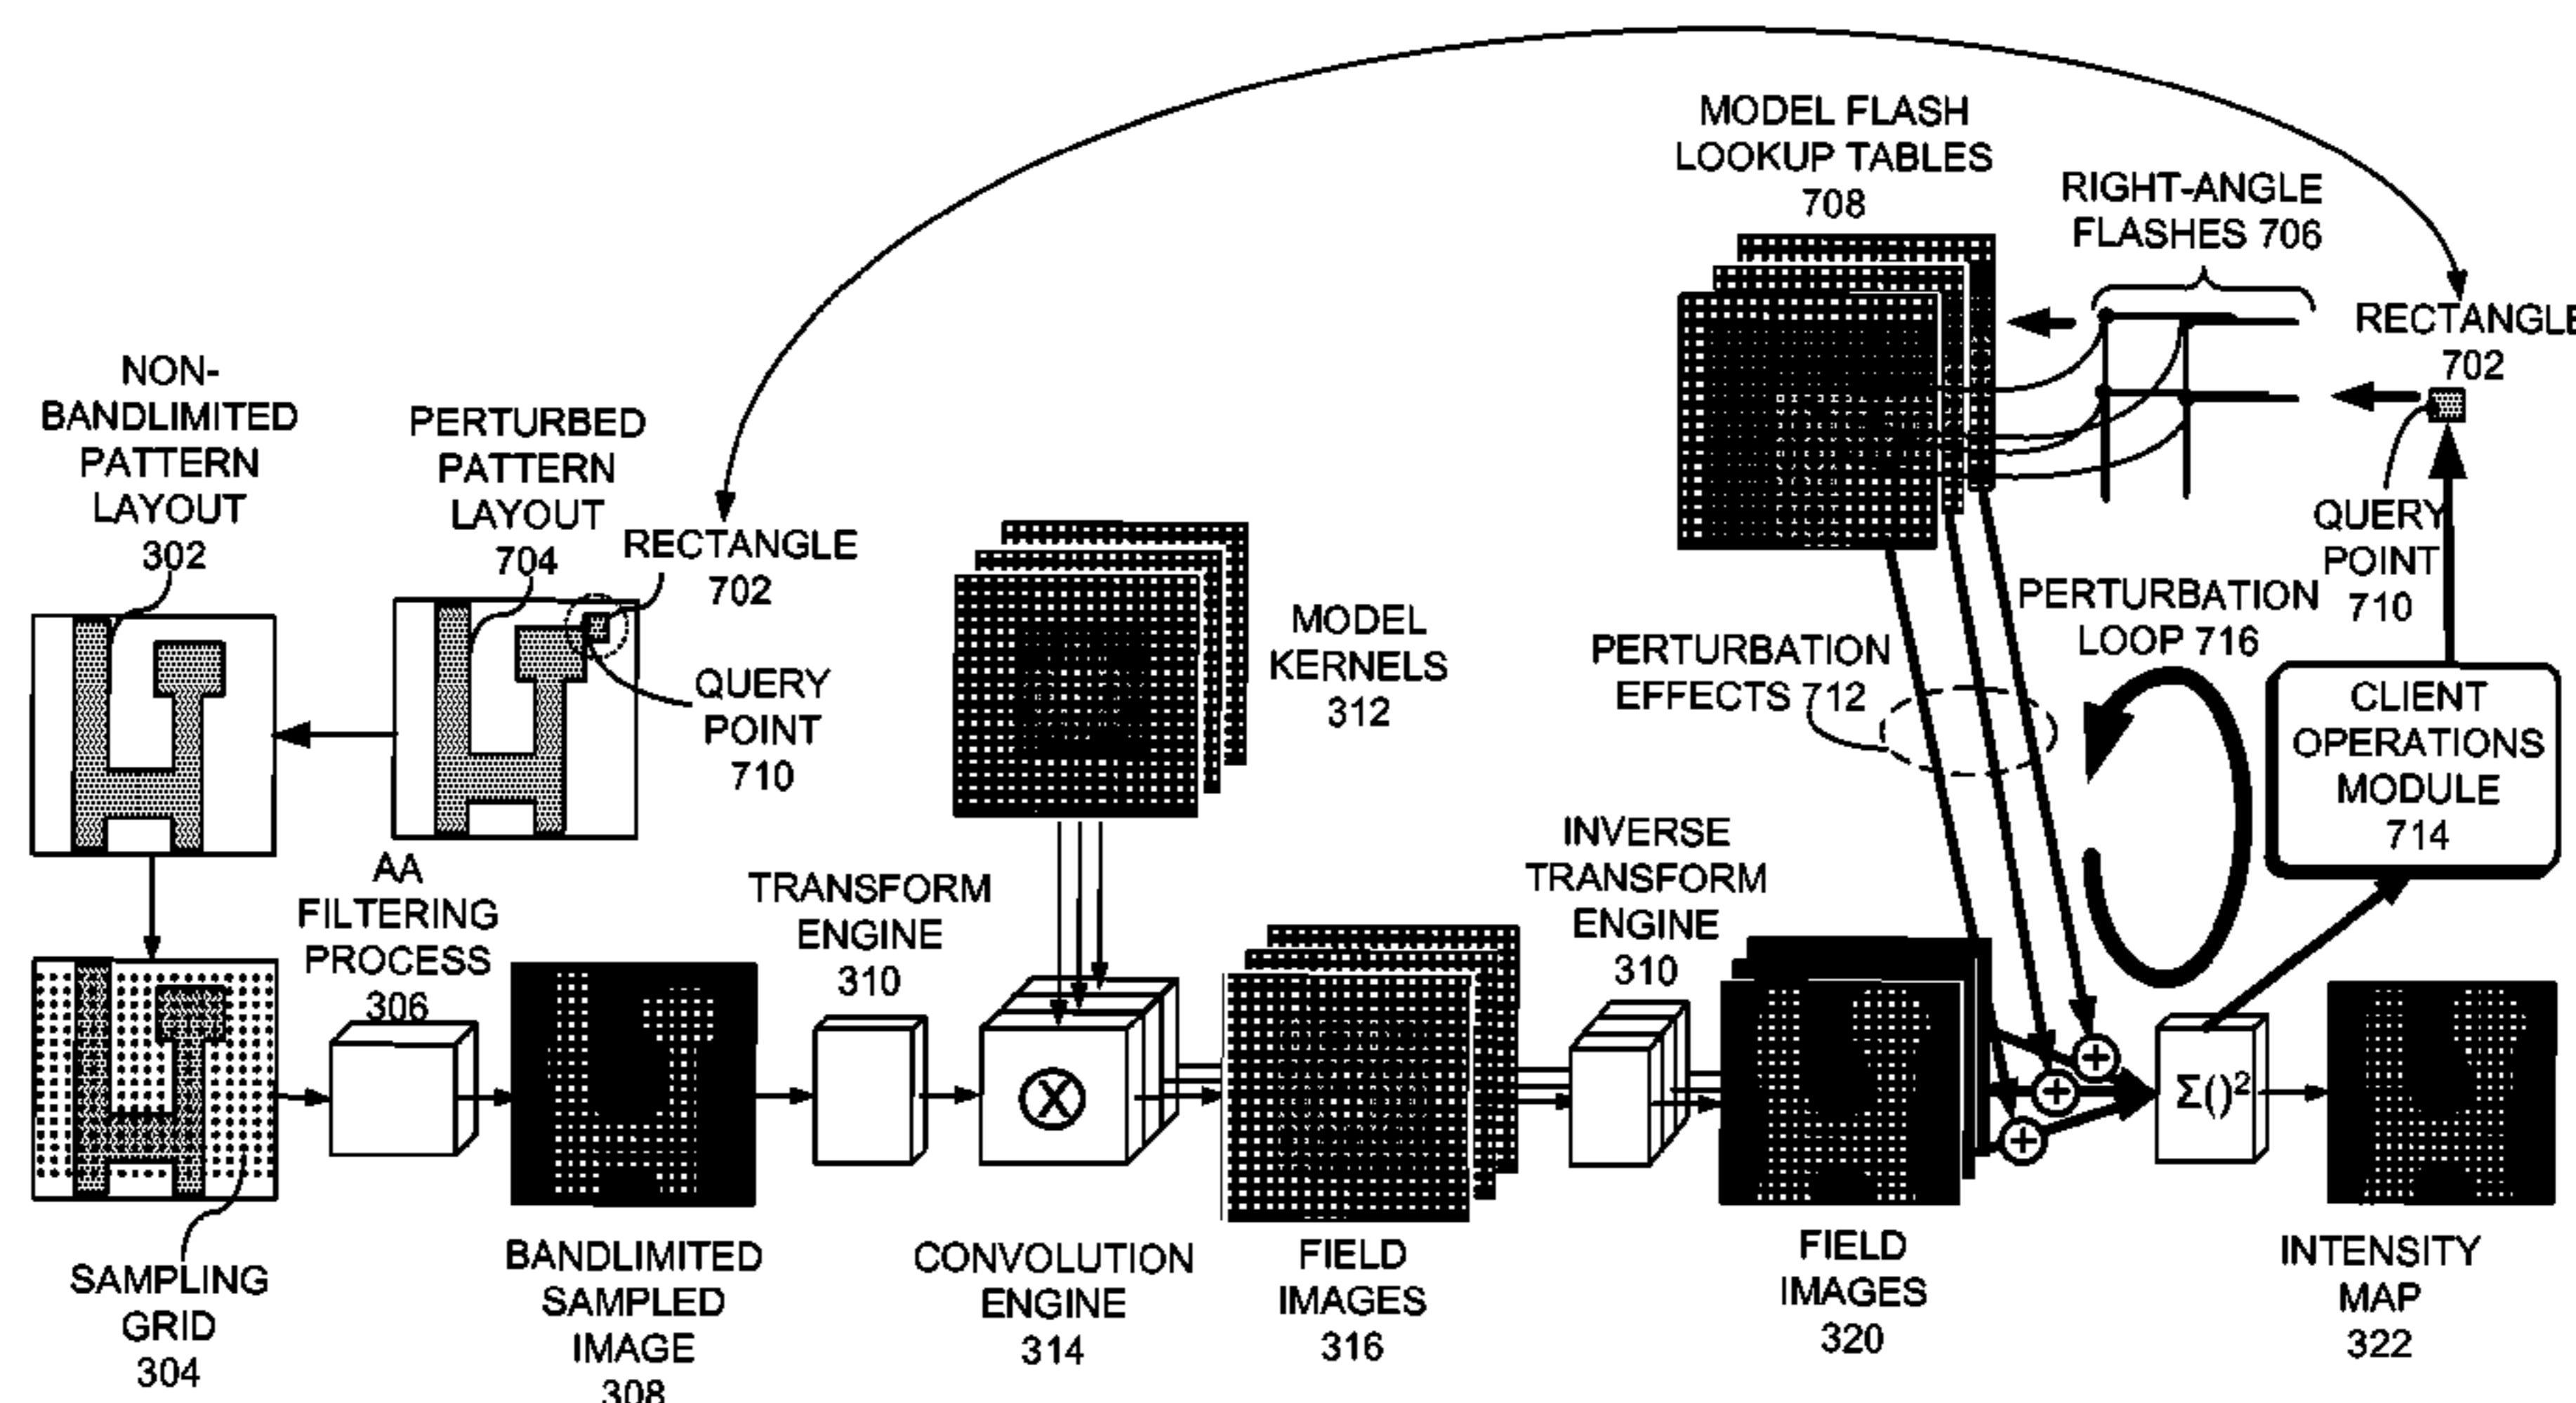 MODEL FLASH
LOOKUP TABLES
708
RIGHT-ANGLE
FLASHES 706
RECTANGLE
702
QUERY
POINT
710
NON-
BANDLIMITED
PATTERN
LAYOUT
302
PERTURBED
PATTERN
LAYOUT
704
RECTANGLE
702
QUERY
POINT
710
MODEL
KERNELS
312
PERTURBATION
EFFECTS 712
PERTURBATION
LOOP 716
CLIENT
OPERATIONS
MODULE
714
AA
FILTERING
PROCESS
306
TRANSFORM
ENGINE
310
INVERSE
TRANSFORM
ENGINE
310
X
+
+
+
Σ()²
SAMPLING
GRID
304
BANDLIMITED
SAMPLED
IMAGE
308
CONVOLUTION
ENGINE
314
FIELD
IMAGES
316
FIELD
IMAGES
320
INTENSITY
MAP
322